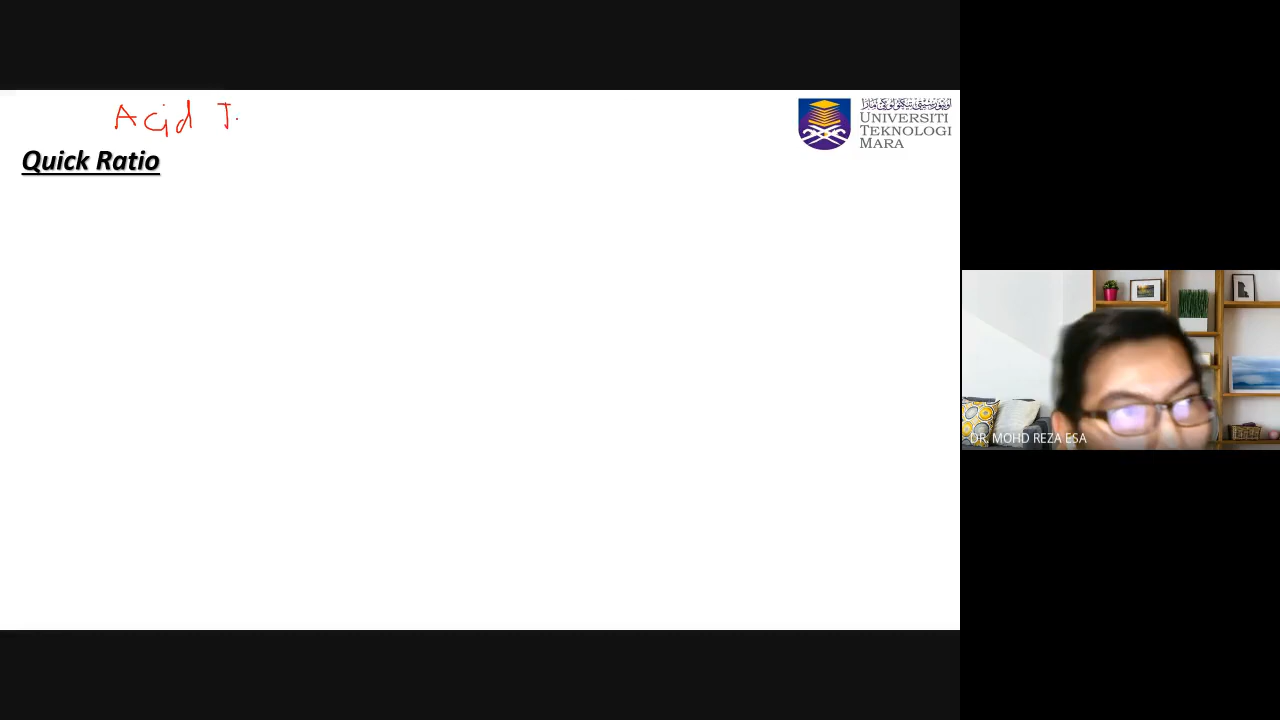 Acid T
Quick Ratio
UNIVERSITI
TEKNOLOGI
MARA
DR. MOHD REZA ESA